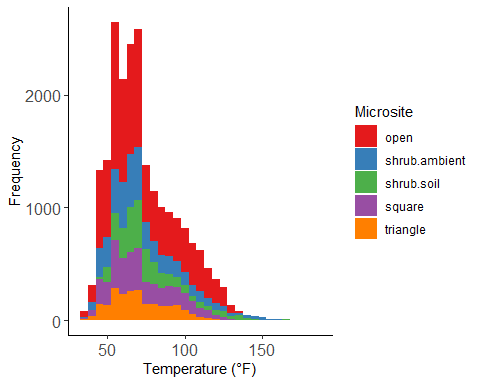 2000
1000
0
50
100
150
Frequency
Temperature (°F)
Microsite
open
shrub.ambient
shrub.soil
square
triangle